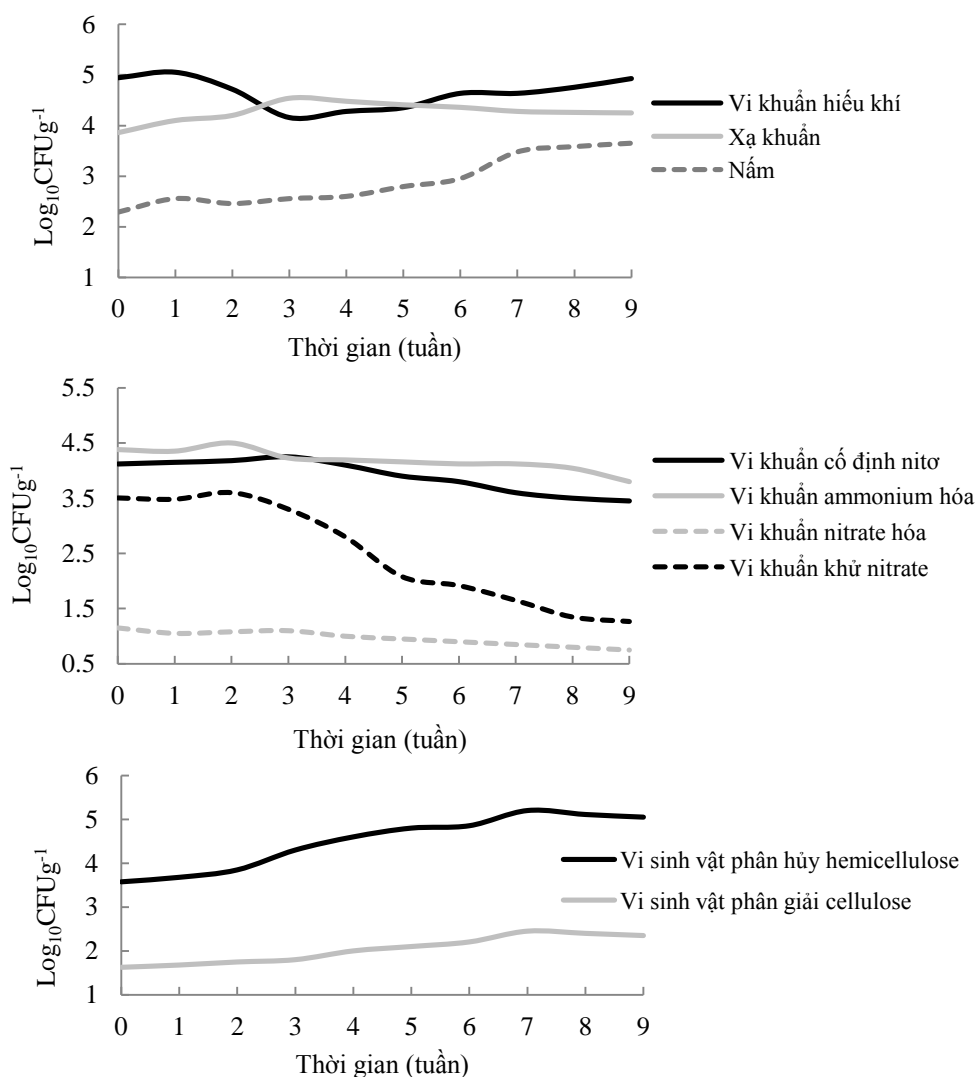 6
5
4
3
2
1
Log₁₀CFUg⁻¹
0 1 2 3 4 5 6 7 8 9
Thời gian (tuần)
Vi khuẩn hiếu khí
Xạ khuẩn
Nấm
5.5
4.5
3.5
2.5
1.5
0.5
Log₁₀CFUg⁻¹
0 1 2 3 4 5 6 7 8 9
Thời gian (tuần)
Vi khuẩn cố định nitơ
Vi khuẩn ammonium hóa
Vi khuẩn nitrate hóa
Vi khuẩn khử nitrate
6
5
4
3
2
1
Log₁₀CFUg⁻¹
0 1 2 3 4 5 6 7 8 9
Thời gian (tuần)
Vi sinh vật phân hủy hemicellulose
Vi sinh vật phân giải cellulose